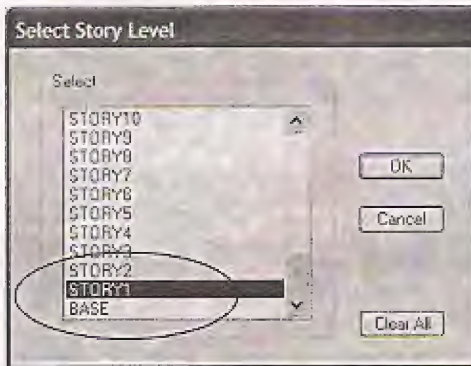 Select Story Level
Select
STORY10
STORY9
STORY8
STORY7
STORY6
STORY5
STORY4
STORY3
STORY2
STORY1
BASE
OK
Cancel
Clear All